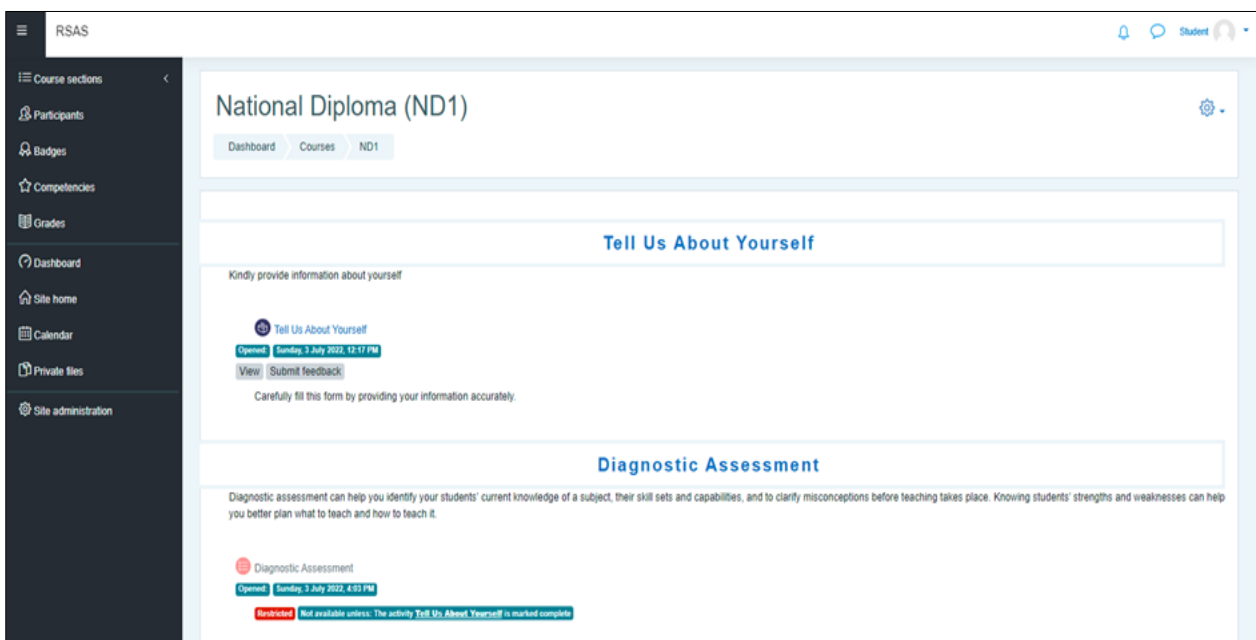 RSAS
Student
Course sections
Participants
Badges
Competencies
Grades
Dashboard
Site home
Calendar
Private files
Site administration
National Diploma (ND1)
Dashboard Courses ND1
Tell Us About Yourself
Kindly provide information about yourself
Tell Us About Yourself
Opened: Sunday, 3 July 2022, 12:17 PM
View Submit feedback
Carefully fill this form by providing your information accurately.
Diagnostic Assessment
Diagnostic assessment can help you identify your students' current knowledge of a subject, their skill sets and capabilities, and to clarify misconceptions before teaching takes place. Knowing students' strengths and weaknesses can help
you better plan what to teach and how to teach it.
Diagnostic Assessment
Opened: Sunday, 3 July 2022, 4:03 PM
Restricted Not available unless: The activity Tell Us About Yourself is marked complete